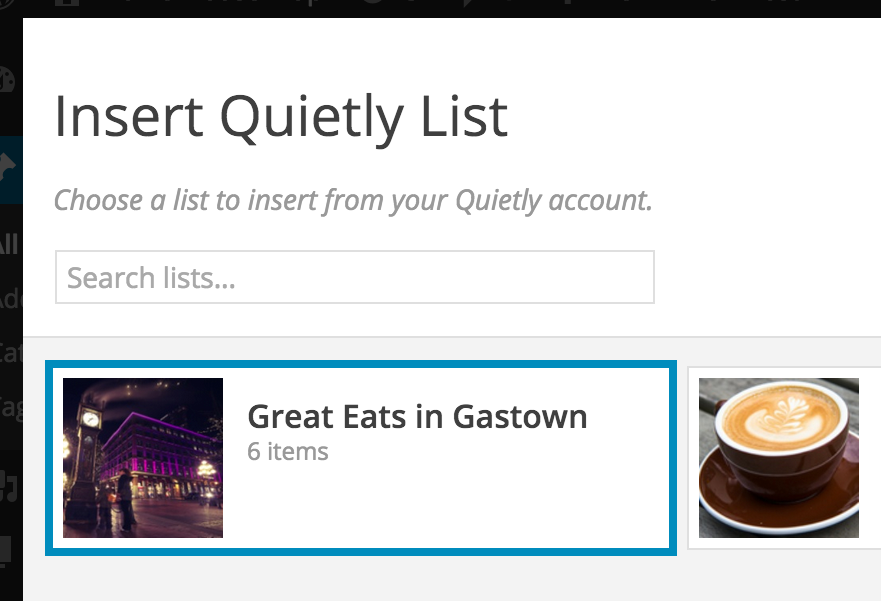 Insert Quietly List
Choose a list to insert from your Quietly account.
Search lists...
All
Great Eats in Gastown
6 items